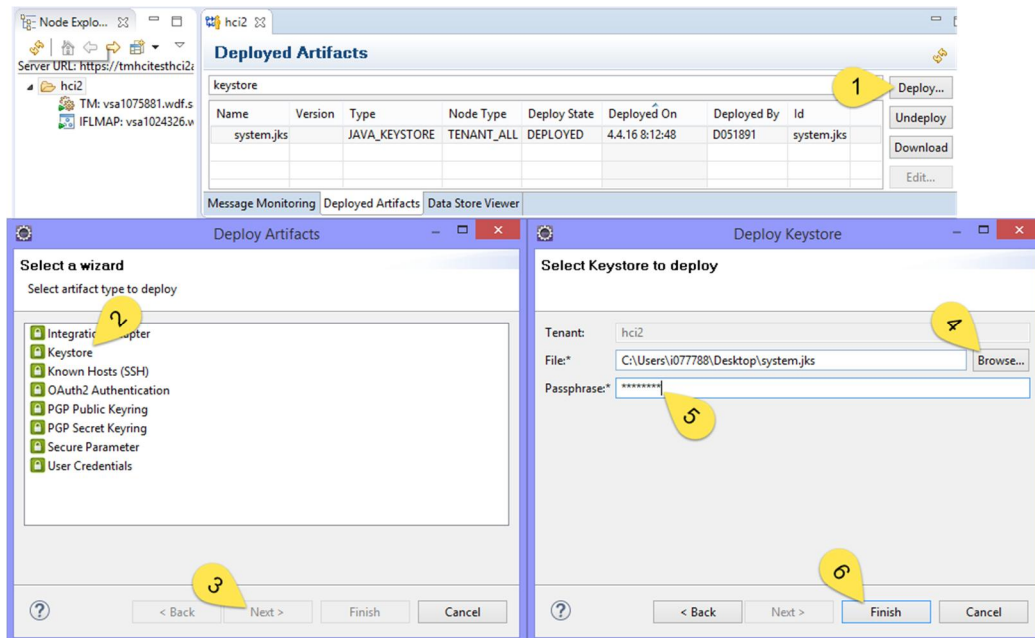 Node Explo...
hci2
Server URL: https://tmhcitesthci2a
hci2
TM: vsa1075881.wdf.s
IFLMAP: vsa1024326.w
Deployed Artifacts
keystore
Name Version Type Node Type Deploy State Deployed On Deployed By Id
system.jks JAVA_KEYSTORE TENANT_ALL DEPLOYED 4.4.16 8:12:48 D051891 system.jks
1
Deploy...
Undeploy
Download
Edit...
Message Monitoring Deployed Artifacts Data Store Viewer
Deploy Artifacts
Select a wizard
Select artifact type to deploy
2
Integratio pter
Keystore
Known Hosts (SSH)
OAuth2 Authentication
PGP Public Keyring
PGP Secret Keyring
Secure Parameter
User Credentials
3
< Back Next > Finish Cancel
Deploy Keystore
Select Keystore to deploy
Tenant: hci2
4
File:* C:\Users\i077788\Desktop\system.jks Browse...
Passphrase:* ********
5
6
< Back Next > Finish Cancel